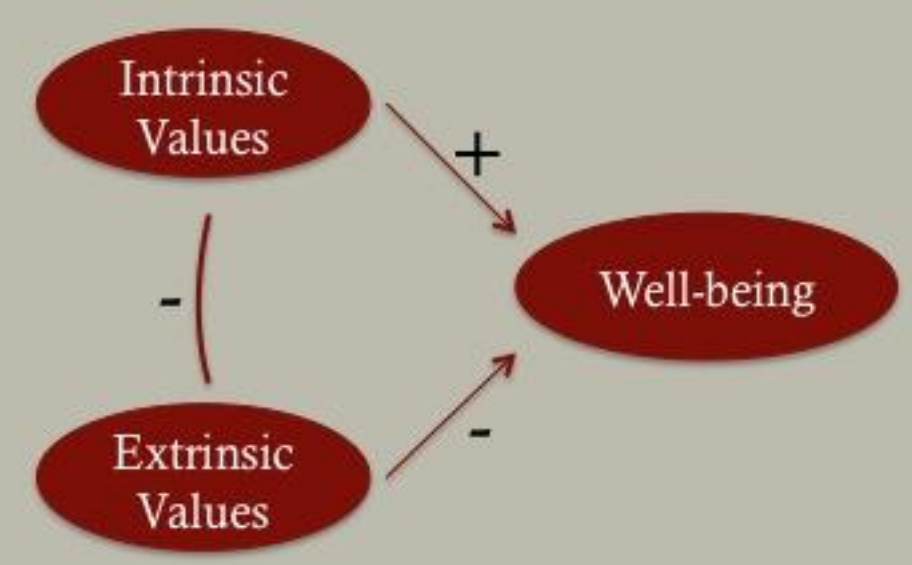 Intrinsic
Values
+
Well-being
-
-
Extrinsic
Values